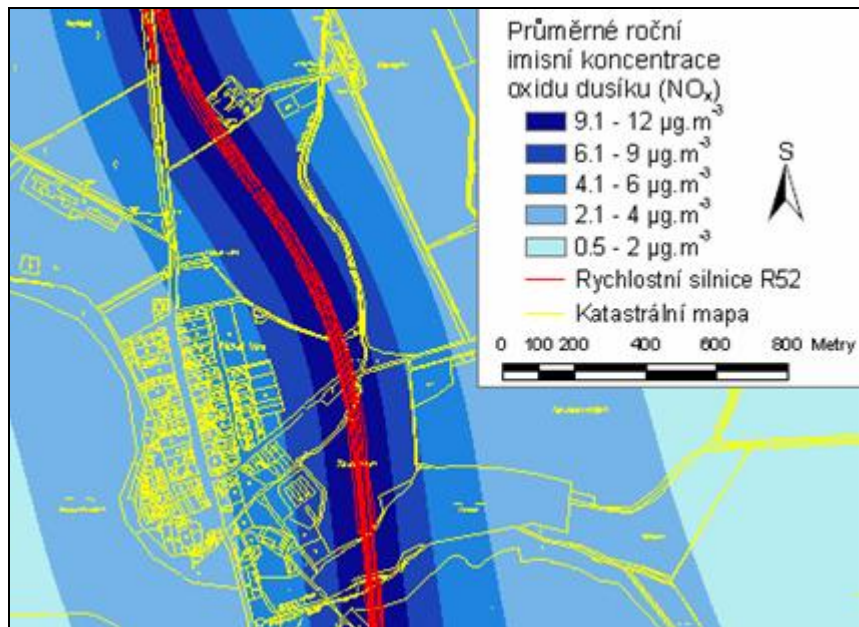 Průměrné roční
imisní koncentrace
oxidu dusíku (NOₓ)
9.1 - 12 µg.m⁻³
6.1 - 9 µg.m⁻³
4.1 - 6 µg.m⁻³
2.1 - 4 µg.m⁻³
0.5 - 2 µg.m⁻³
S
Rychlostní silnice R52
Katastrální mapa
0 100 200 400 600 800 Metry